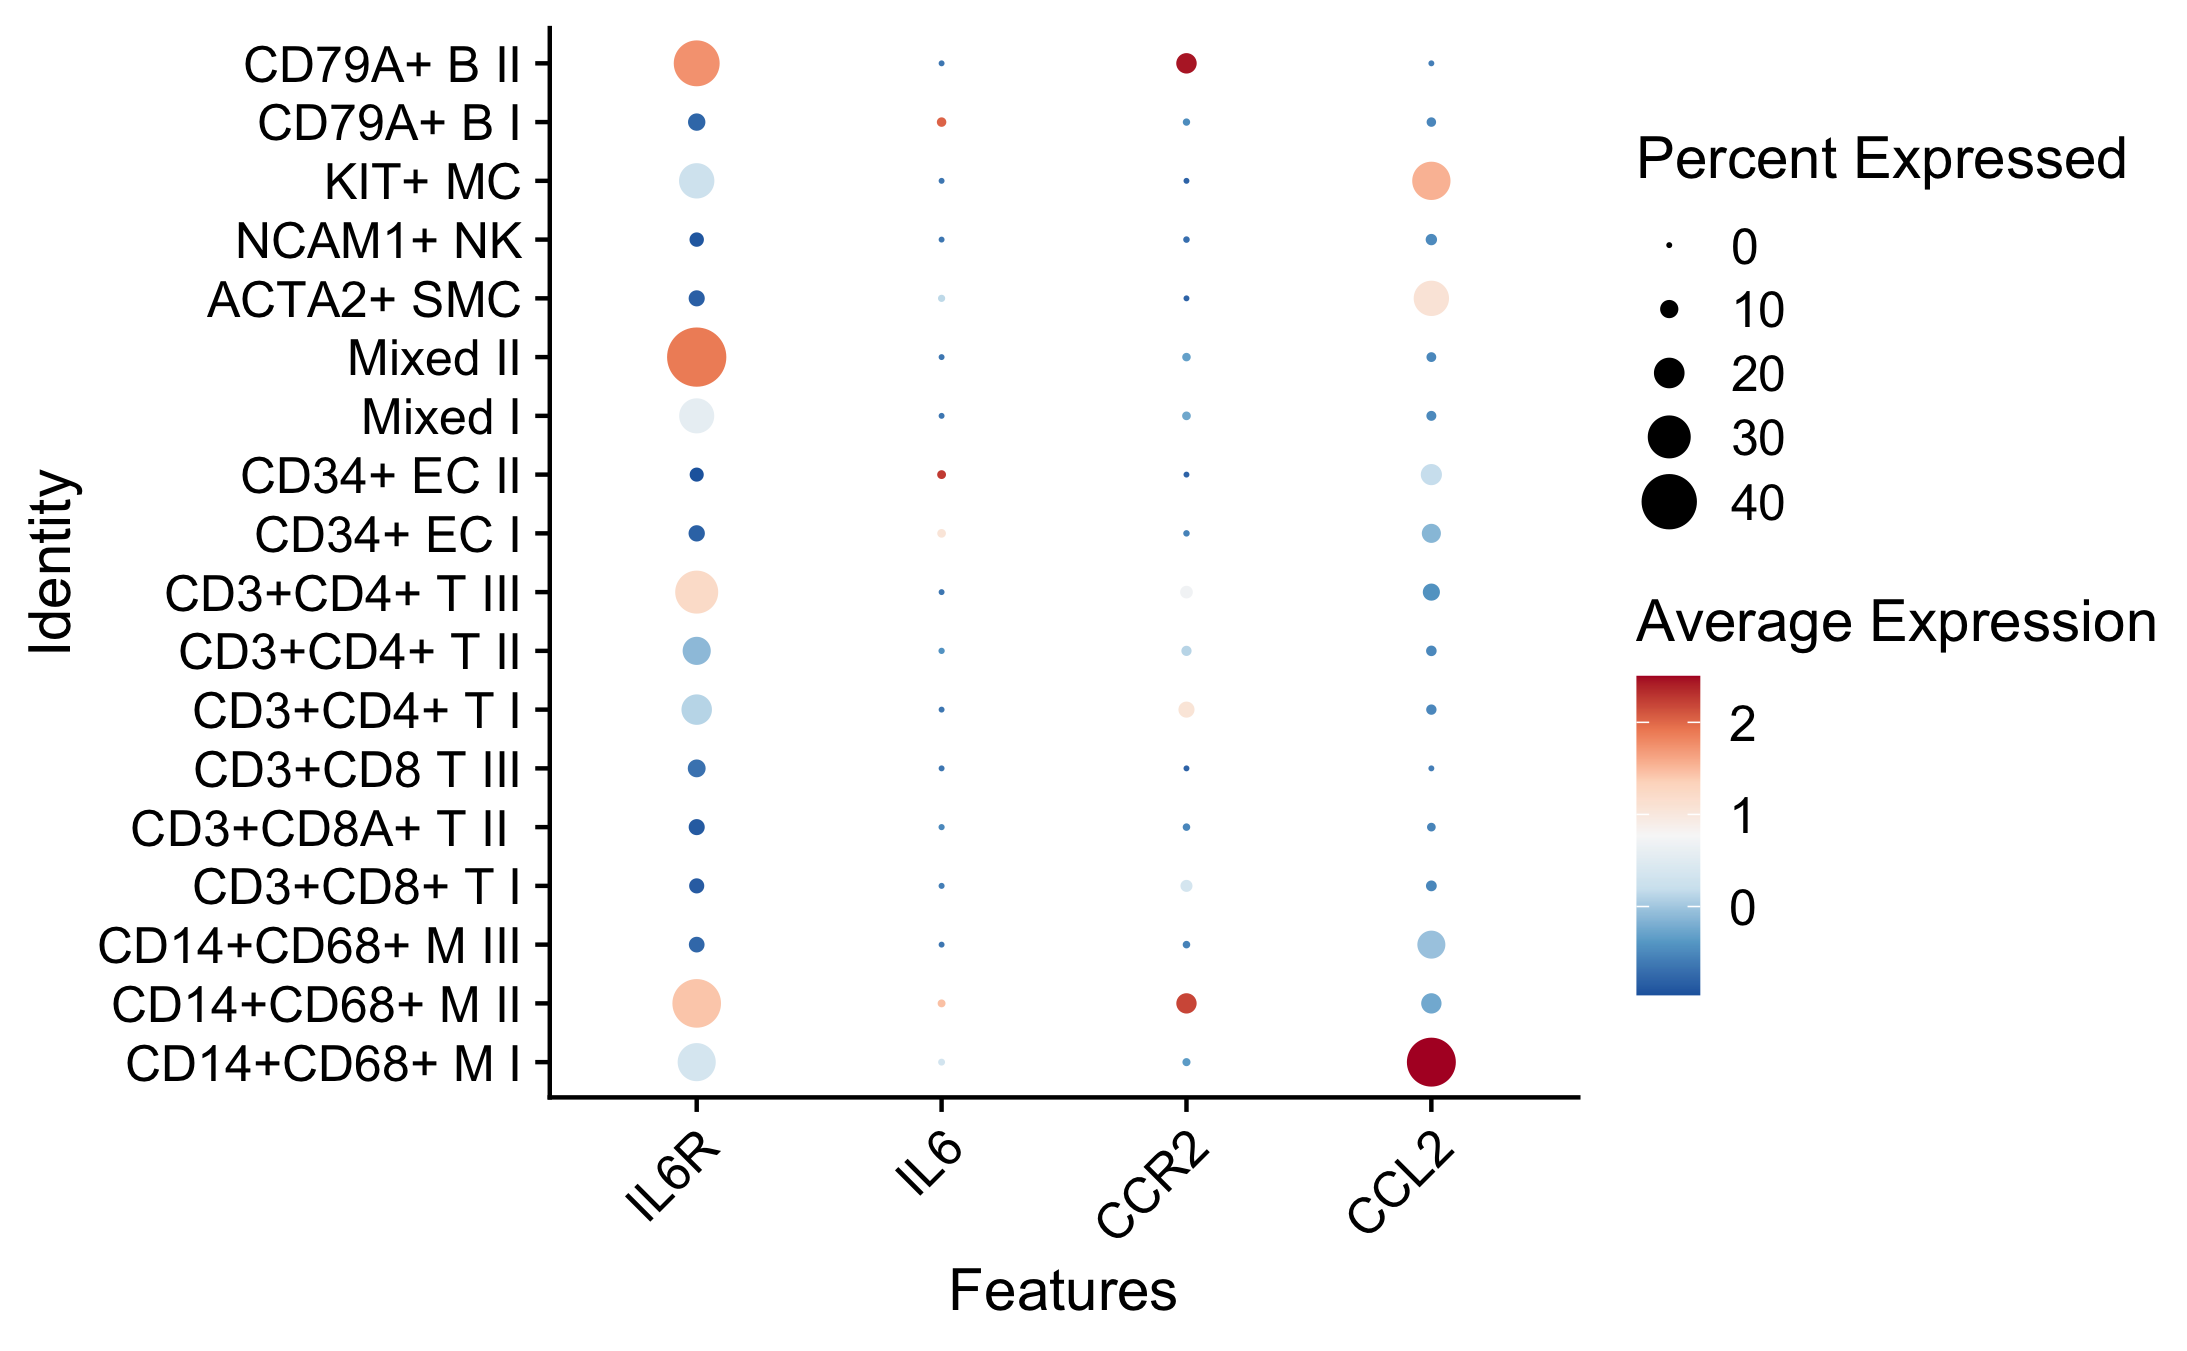 CD79A+ B II
CD79A+ B I
KIT+ MC
NCAM1+ NK
ACTA2+ SMC
Mixed II
Mixed I
CD34+ EC II
CD34+ EC I
CD3+CD4+ T III
CD3+CD4+ T II
CD3+CD4+ T I
CD3+CD8 T III
CD3+CD8A+ T II
CD3+CD8+ T I
CD14+CD68+ M III
CD14+CD68+ M II
CD14+CD68+ M I
Identity
IL6R
IL6
CCR2
CCL2
Features
Percent Expressed
0
10
20
30
40
Average Expression
2
1
0